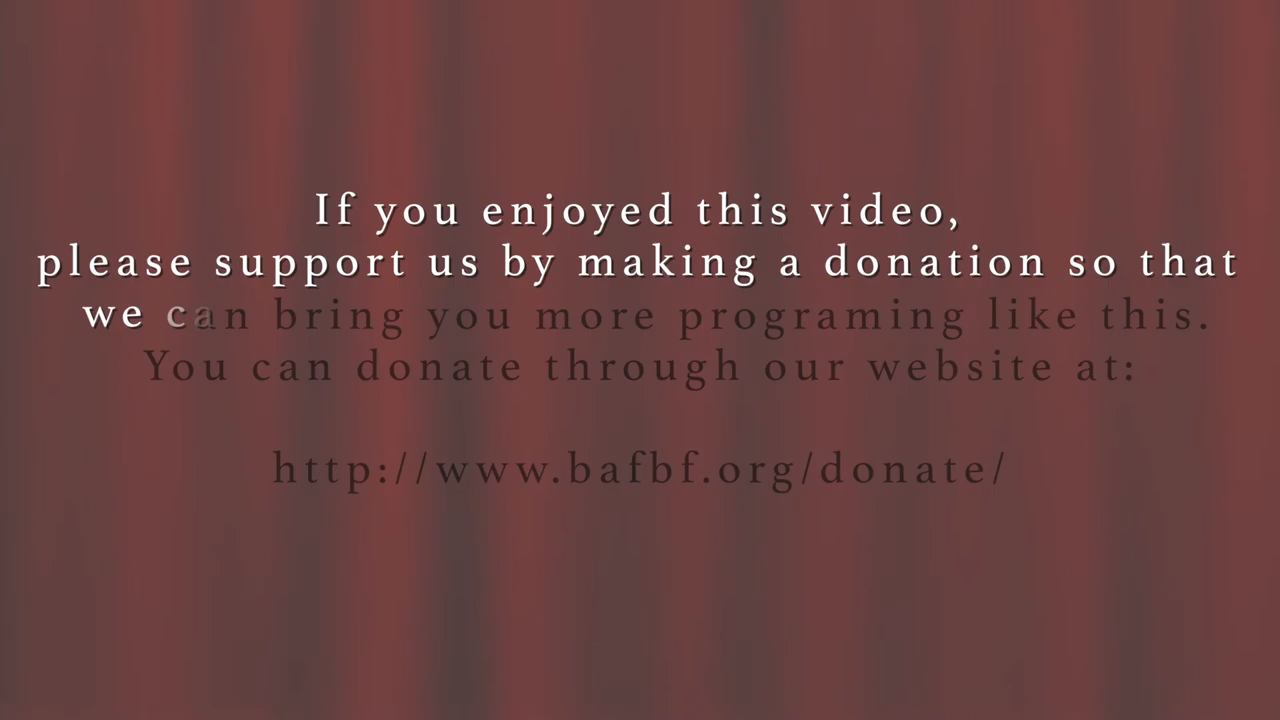 If you enjoyed this video,
please support us by making a donation so that
we can bring you more programing like this.
You can donate through our website at:
http://www.bafbf.org/donate/